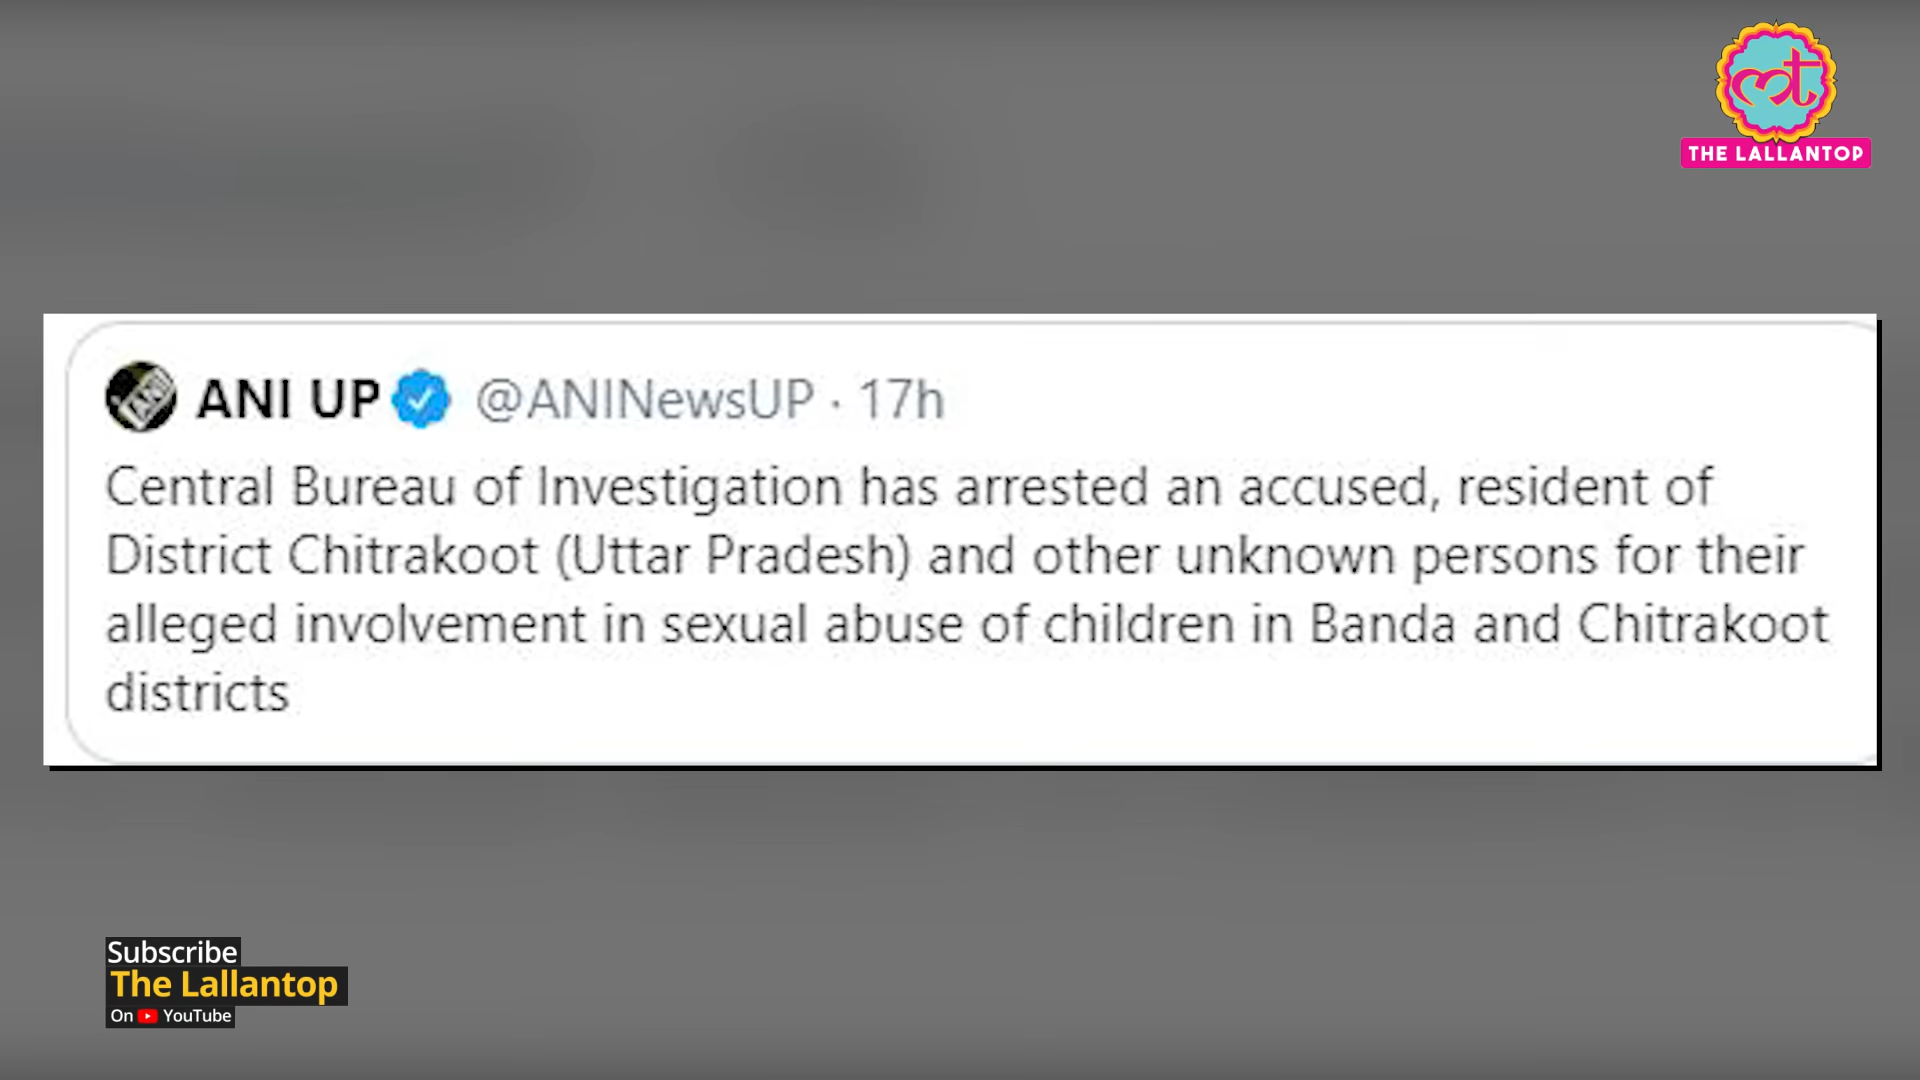 THE LALLANTOP
ANI UP @ANINewsUP · 17h
Central Bureau of Investigation has arrested an accused, resident of
District Chitrakoot (Uttar Pradesh) and other unknown persons for their
alleged involvement in sexual abuse of children in Banda and Chitrakoot
districts
Subscribe
The Lallantop
On YouTube